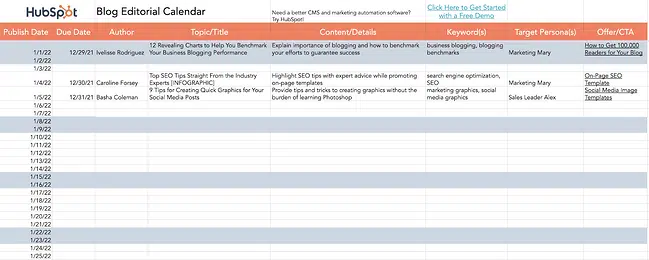 HubSpot
Blog Editorial Calendar
Need a better CMS and marketing automation software?
Try HubSpot!
Click Here to Get Started
with a Free Demo
Publish Date Due Date Author Topic/Title Content/Details Keyword(s) Target Persona(s) Offer/CTA
12 Revealing Charts to Help You Benchmark Explain importance of blogging and how to benchmark business blogging, blogging How to Get 100,000
1/1/22 12/29/21 Ivelisse Rodriguez Your Business Blogging Performance your efforts to guarantee success benchmarks Marketing Mary Readers for Your Blog
1/2/22
1/3/22
Top SEO Tips Straight From the Industry Highlight SEO tips with expert advice while promoting search engine optimization, On-Page SEO
1/4/22 12/30/21 Caroline Forsey Experts [INFOGRAPHIC] on-page templates SEO Marketing Mary Template
9 Tips for Creating Quick Graphics for Your Provide tips and tricks to creating graphics without the marketing graphics, social Social Media Image
1/5/22 12/31/21 Basha Coleman Social Media Posts burden of learning Photoshop media graphics Sales Leader Alex Templates
1/6/22
1/7/22
1/8/22
1/9/22
1/10/22
1/11/22
1/12/22
1/13/22
1/14/22
1/15/22
1/16/22
1/17/22
1/18/22
1/19/22
1/20/22
1/21/22
1/22/22
1/23/22
1/24/22
1/25/22